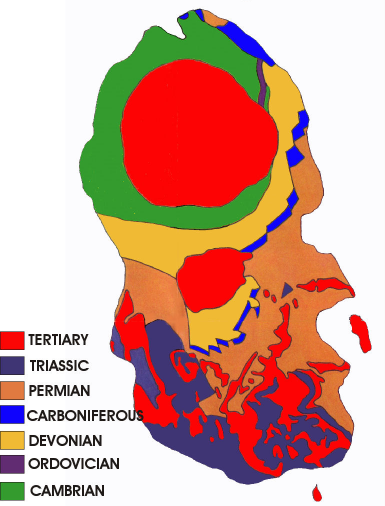 TERTIARY
TRIASSIC
PERMIAN
CARBONIFEROUS
DEVONIAN
ORDOVICIAN
CAMBRIAN